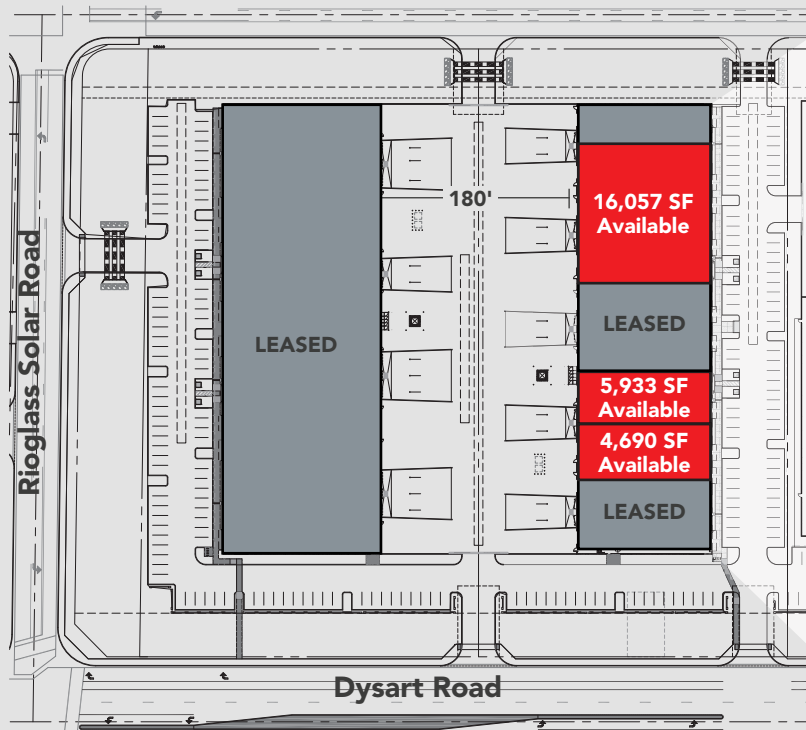 180'
16,057 SF
Available
Rioglass Solar Road
LEASED
LEASED
5,933 SF
Available
4,690 SF
Available
LEASED
Dysart Road